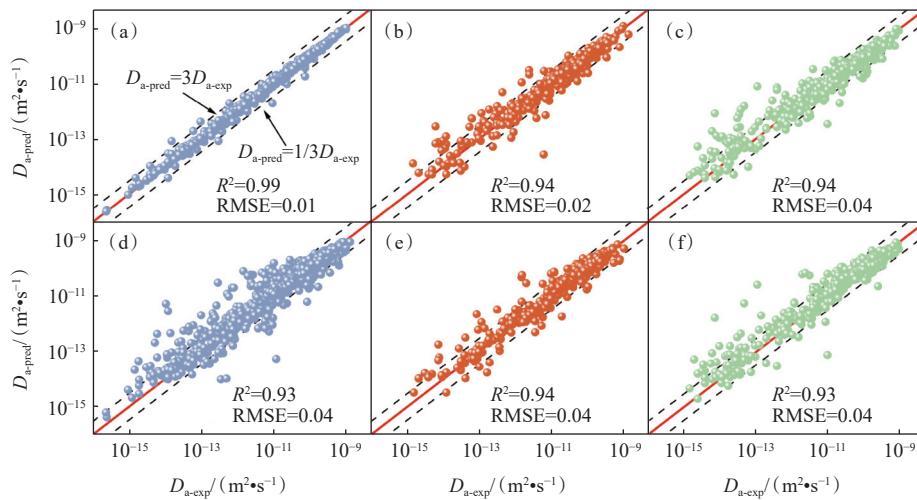 10⁻⁹
10⁻¹¹
10⁻¹³
10⁻¹⁵
D_a-pred/(m²•s⁻¹)
(a)
D_a-pred=3D_a-exp
D_a-pred=1/3D_a-exp
R²=0.99
RMSE=0.01
(b)
R²=0.94
RMSE=0.02
(c)
R²=0.94
RMSE=0.04
10⁻⁹
10⁻¹¹
10⁻¹³
10⁻¹⁵
D_a-pred/(m²•s⁻¹)
(d)
R²=0.93
RMSE=0.04
(e)
R²=0.94
RMSE=0.04
(f)
R²=0.93
RMSE=0.04
10⁻¹⁵ 10⁻¹³ 10⁻¹¹ 10⁻⁹
10⁻¹⁵ 10⁻¹³ 10⁻¹¹ 10⁻⁹
10⁻¹⁵ 10⁻¹³ 10⁻¹¹ 10⁻⁹
D_a-exp/(m²•s⁻¹)
D_a-exp/(m²•s⁻¹)
D_a-exp/(m²•s⁻¹)